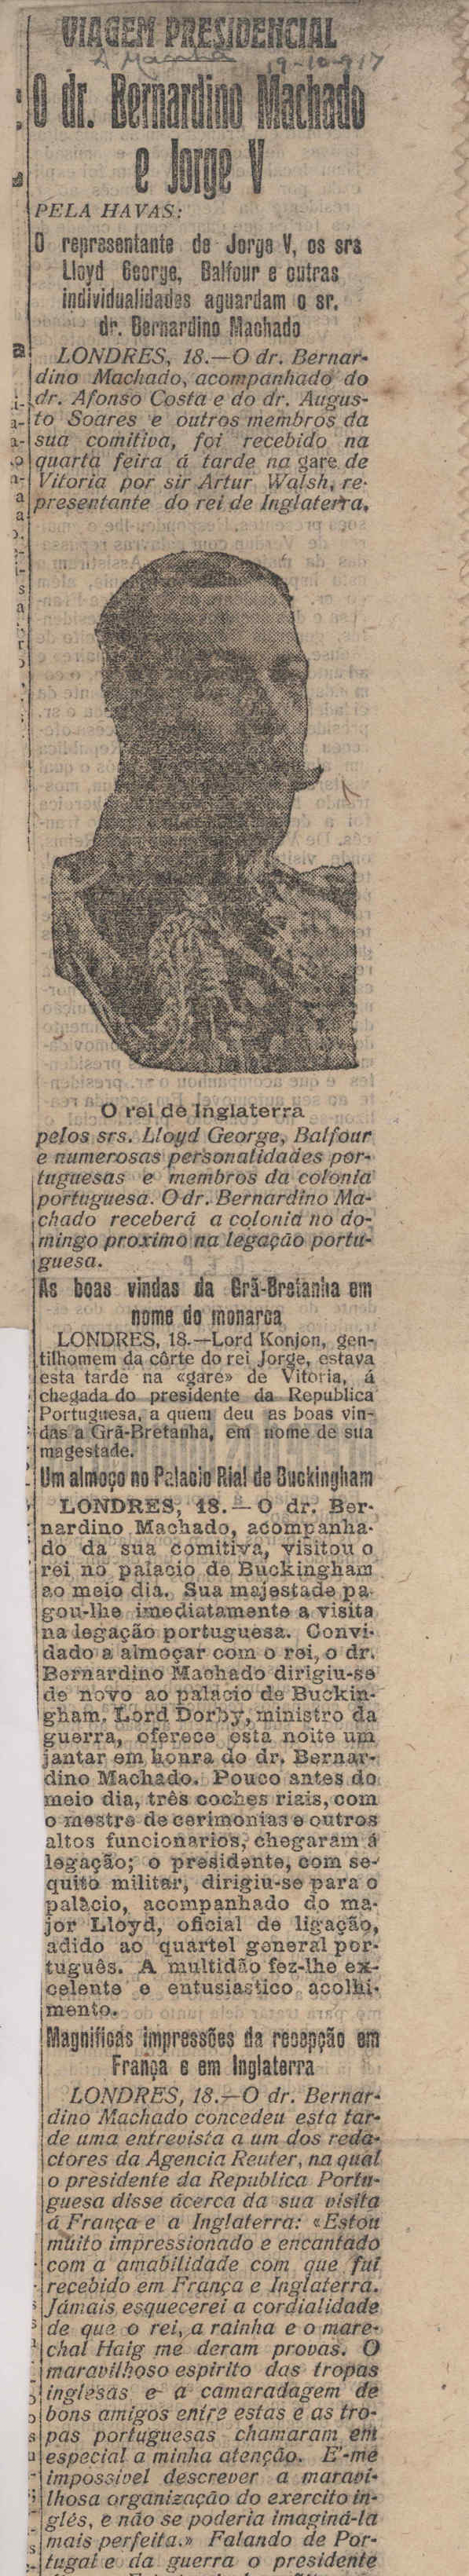 VIAGEM PRESIDENCIAL
A Manhã 19-10-917
O dr. Bernardino Machado
e Jorge V
PELA HAVAS:
O representante de Jorge V, os srs
Lloyd George, Balfour e outras
individualidades aguardam o sr.
dr. Bernardino Machado
LONDRES, 18.—O dr. Bernar-
dino Machado, acompanhado do
dr. Afonso Costa e do dr. Augus-
to Soares e outros membros da
sua comitiva, foi recebido na
quarta feira á tarde na gare de
Vitoria por sir Artur Walsh, re-
presentante do rei de Inglaterra,
O rei de Inglaterra
pelos srs. Lloyd George, Balfour
e numerosas personalidades por-
tuguesas e membros da colonia
portuguesa. O dr. Bernardino Ma-
chado receberá a colonia no do-
mingo proximo na legação portu-
guesa.
As boas vindas da Grã-Bretanha em
nome do monarca
LONDRES, 18.—Lord Konjon, gen-
tilhomem da côrte do rei Jorge, estava
esta tarde na «gare» de Vitoria, á
chegada do presidente da Republica
Portuguesa, a quem deu as boas vin-
das a Grã-Bretanha, em nome de sua
magestade.
Um almoço no Palacio Rial de Buckingham
LONDRES, 18.—O dr. Ber-
nardino Machado, acompanha-
do da sua comitiva, visitou o
rei no palacio de Buckingham
ao meio dia. Sua majestade pa-
gou-lhe imediatamente a visita
na legação portuguesa. Convi-
dado a almoçar com o rei, o dr.
Bernardino Machado dirigiu-se
de novo ao palacio de Buckin-
gham. Lord Dorby, ministro da
guerra, oferece esta noite um
jantar em honra do dr. Bernar-
dino Machado. Pouco antes do
meio dia, três coches riais, com
o mestre de cerimonias e outros
altos funcionarios, chegaram á
legação; o presidente, com se-
quito militar, dirigiu-se para o
palàcio, acompanhado do ma-
jor Lloyd, oficial de ligação,
adido ao quartel general por-
tuguês. A multidão fez-lhe ex-
celente e entusiastico acolhi-
mento.
Magnificas impressões da recepção em
França e em Inglaterra
LONDRES, 18.—O dr. Bernar-
dino Machado concedeu esta tar-
de uma entrevista a um dos reda-
ctores da Agencia Reuter, na qual
o presidente da Republica Portu-
guesa disse ácerca da sua visita
á França e a Inglaterra: «Estou
muito impressionado e encantado
com a amabilidade com que fui
recebido em França e Inglaterra.
Jámais esquecerei a cordialidade
de que o rei, a rainha e o mare-
chal Haig me deram provas. O
maravilhoso espirito das tropas
inglesas e a camaradagem de
bons amigos entre estas e as tro-
pas portuguesas chamaram em
especial a minha atenção. E'-me
impossivel descrever a maravi-
lhosa organização do exercito in-
glês, e não se poderia imaginá-la
mais perfeita.» Falando de Por-
tugal e da guerra o presidente